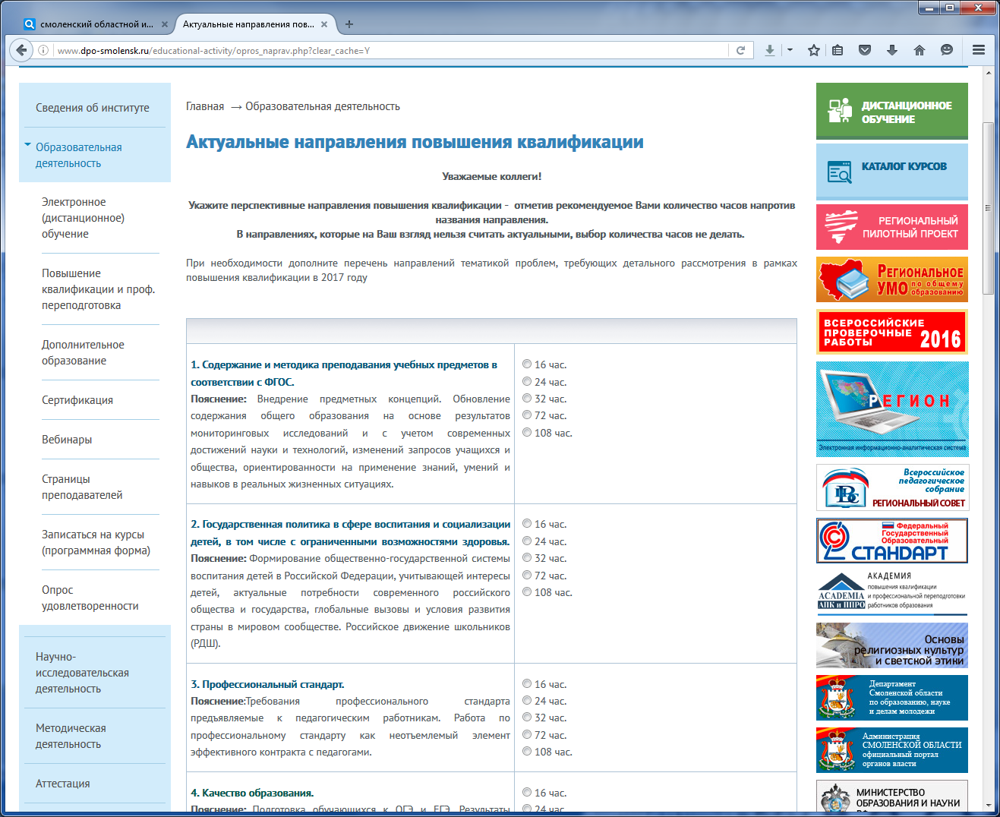 смоленский областной и...
Актуальные направления пов...
www.dpo-smolensk.ru/educational-activity/opros_naprav.php?clear_cache=Y
Сведения об институте
Образовательная
деятельность
Электронное
(дистанционное)
обучение
Повышение
квалификации и проф.
переподготовка
Дополнительное
образование
Сертификация
Вебинары
Страницы
преподавателей
Записаться на курсы
(программная форма)
Опрос
удовлетворенности
Научно-
исследовательская
деятельность
Методическая
деятельность
Аттестация
Главная → Образовательная деятельность
Актуальные направления повышения квалификации
Уважаемые коллеги!
Укажите перспективные направления повышения квалификации - отметив рекомендуемое Вами количество часов напротив
названия направления.
В направлениях, которые на Ваш взгляд нельзя считать актуальными, выбор количества часов не делать.
При необходимости дополните перечень направлений тематикой проблем, требующих детального рассмотрения в рамках
повышения квалификации в 2017 году
1. Содержание и методика преподавания учебных предметов в
соответствии с ФГОС.
Пояснение: Внедрение предметных концепций. Обновление
содержания общего образования на основе результатов
мониторинговых исследований и с учетом современных
достижений науки и технологий, изменений запросов учащихся и
общества, ориентированности на применение знаний, умений и
навыков в реальных жизненных ситуациях.
16 час.
24 час.
32 час.
72 час.
108 час.
2. Государственная политика в сфере воспитания и социализации
детей, в том числе с ограниченными возможностями здоровья.
Пояснение: Формирование общественно-государственной системы
воспитания детей в Российской Федерации, учитывающей интересы
детей, актуальные потребности современного российского
общества и государства, глобальные вызовы и условия развития
страны в мировом сообществе. Российское движение школьников
(РДШ).
16 час.
24 час.
32 час.
72 час.
108 час.
3. Профессиональный стандарт.
Пояснение:Требования профессионального стандарта
предъявляемые к педагогическим работникам. Работа по
профессиональному стандарту как неотъемлемый элемент
эффективного контракта с педагогами.
16 час.
24 час.
32 час.
72 час.
108 час.
4. Качество образования.
Пояснение: Подготовка обучающихся к ОГЭ и ЕГЭ. Результаты
16 час.
24 час.
ДИСТАНЦИОННОЕ
ОБУЧЕНИЕ
КАТАЛОГ КУРСОВ
РЕГИОНАЛЬНЫЙ
ПИЛОТНЫЙ ПРОЕКТ
РЕГИОНАЛЬНОЕ
УМО по общему
образованию
ВСЕРОССИЙСКИЕ
ПРОВЕРОЧНЫЕ
РАБОТЫ 2016
РЕГИОН
Электронная информационно-аналитическая система
Всероссийское
педагогическое
собрание
РЕГИОНАЛЬНЫЙ СОВЕТ
Федеральный
Государственный
Образовательный
СТАНДАРТ
АКАДЕМИЯ
повышения квалификации
и профессиональной переподготовки
работников образования
ACADEMIA
АПК и ППРО
Основы
религиозных культур
и светской этики
Департамент
Смоленской области
по образованию, науке
и делам молодежи
Администрация
СМОЛЕНСКОЙ ОБЛАСТИ
официальный портал
органов власти
МИНИСТЕРСТВО
ОБРАЗОВАНИЯ И НАУКИ